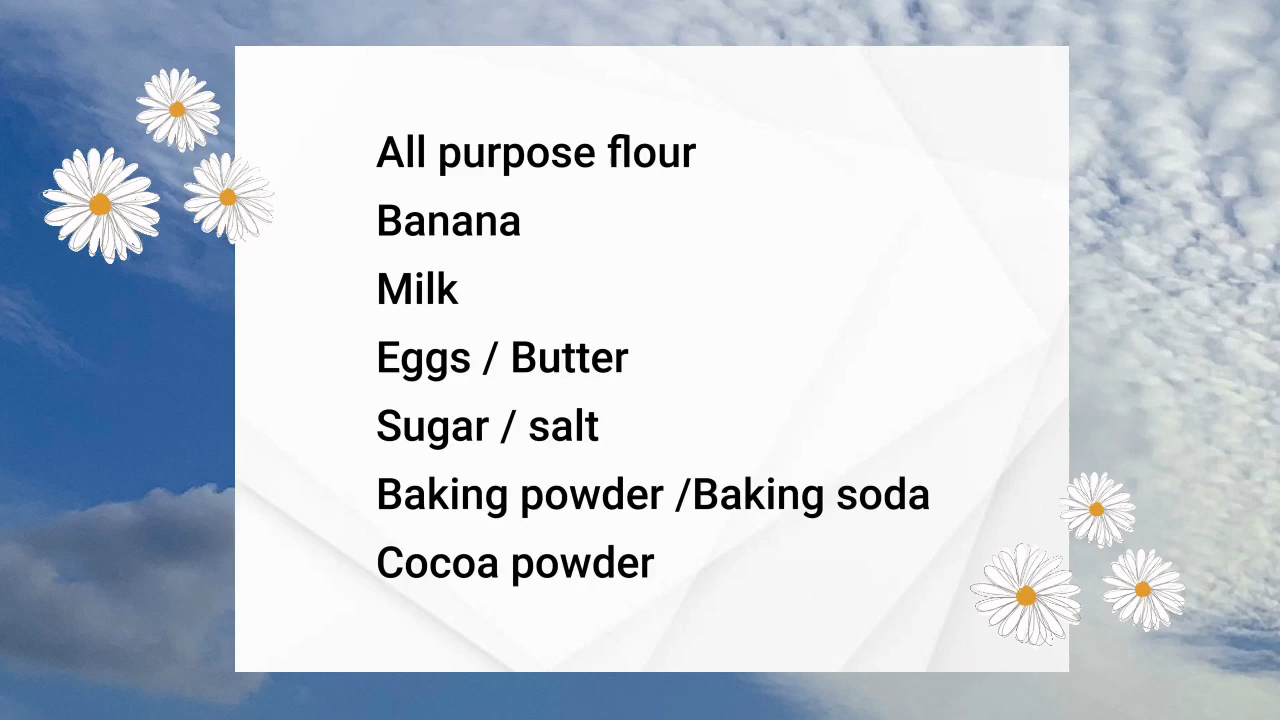 All purpose flour
Banana
Milk
Eggs / Butter
Sugar / salt
Baking powder /Baking soda
Cocoa powder